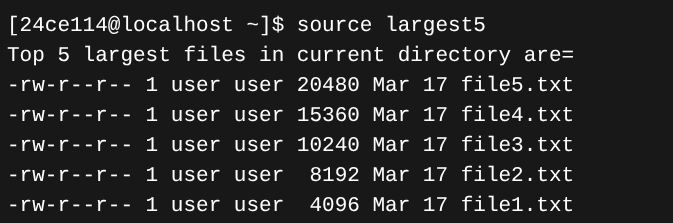 [24ce114@localhost ~]$ source largest5
Top 5 largest files in current directory are=
-rw-r--r-- 1 user user 20480 Mar 17 file5.txt
-rw-r--r-- 1 user user 15360 Mar 17 file4.txt
-rw-r--r-- 1 user user 10240 Mar 17 file3.txt
-rw-r--r-- 1 user user  8192 Mar 17 file2.txt
-rw-r--r-- 1 user user  4096 Mar 17 file1.txt